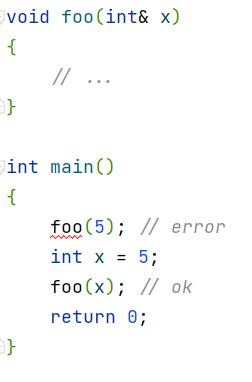 void foo(int& x)
{
    // ...
}

int main()
{
    foo(5); // error
    int x = 5;
    foo(x); // ok
    return 0;
}